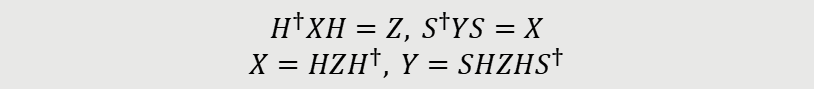 H†XH = Z, S†YS = X
X = HZH†, Y = SHZHS†